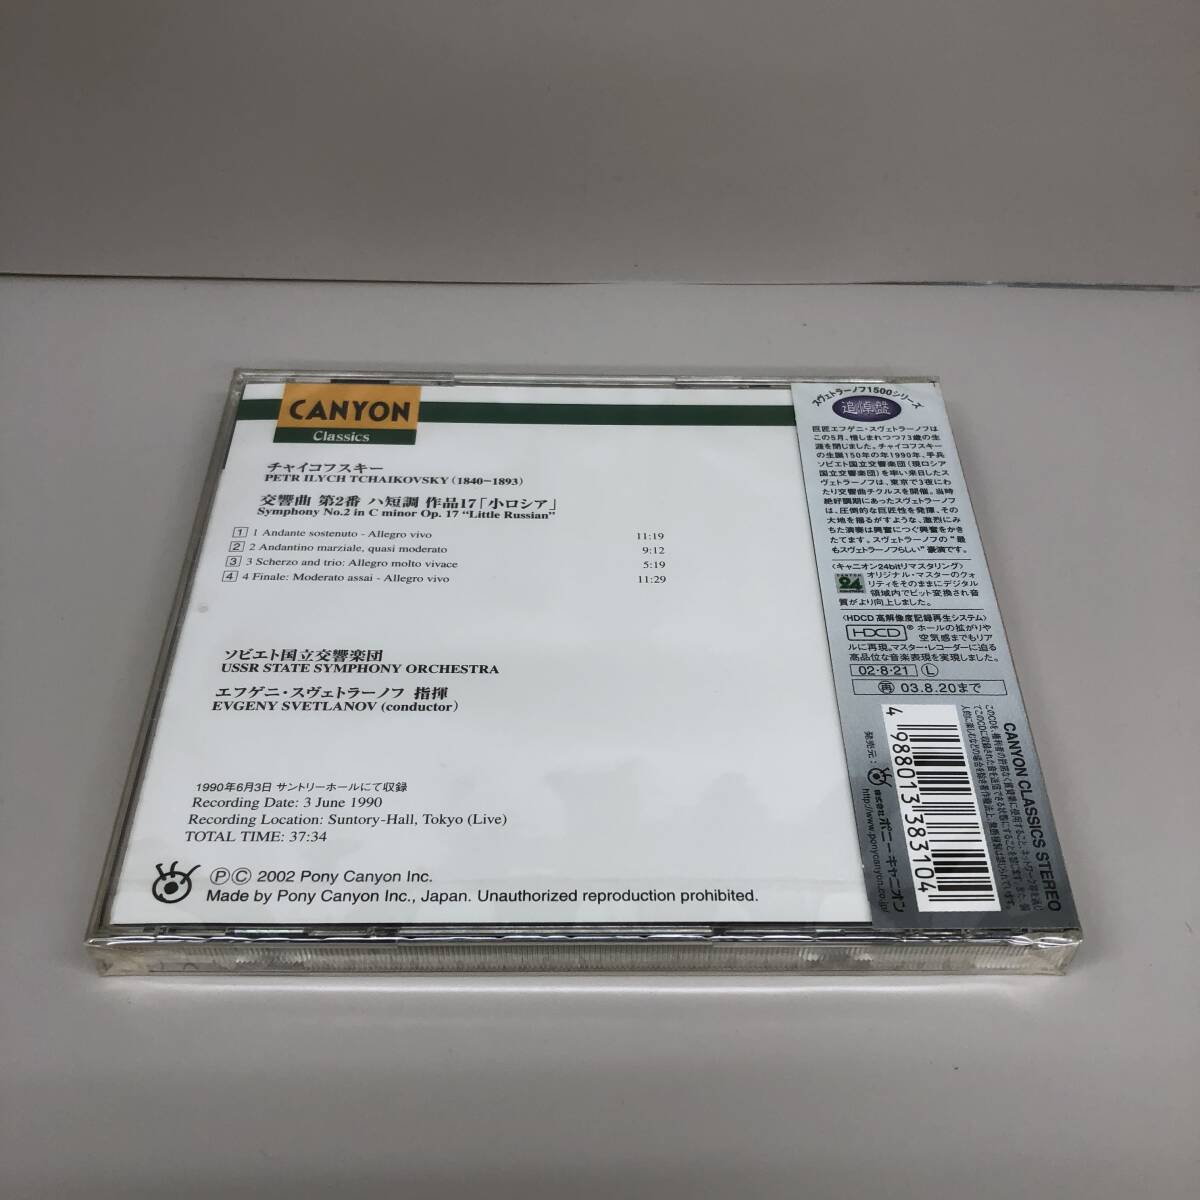 CANYON
Classics
チャイコフスキー
PETR ILYCH TCHAIKOVSKY (1840-1893)
交響曲 第2番 ハ短調 作品17「小ロシア」
Symphony No.2 in C minor Op. 17 “Little Russian”
1 1 Andante sostenuto - Allegro vivo 11:19
2 2 Andantino marziale, quasi moderato 9:12
3 3 Scherzo and trio: Allegro molto vivace 5:19
4 4 Finale: Moderato assai - Allegro vivo 11:29
ソビエト国立交響楽団
USSR STATE SYMPHONY ORCHESTRA
エフゲニ・スヴェトラーノフ 指揮
EVGENY SVETLANOV (conductor)
1990年6月3日 サントリーホールにて収録
Recording Date: 3 June 1990
Recording Location: Suntory-Hall, Tokyo (Live)
TOTAL TIME: 37:34
ⓅⒸ 2002 Pony Canyon Inc.
Made by Pony Canyon Inc., Japan. Unauthorized reproduction prohibited.
スヴェトラーノフ1500シリーズ
追悼盤
巨匠エフゲニ・スヴェトラーノフは
この5月、惜しまれつつ73歳の生
涯を閉じました。チャイコフスキー
の生誕150年の年1990年、手兵
ソビエト国立交響楽団(現ロシア
国立交響楽団)を率い来日したス
ヴェトラーノフは、東京で3夜にわ
たり交響曲チクルスを開催。当時
絶好調期にあったスヴェトラーノフ
は、圧倒的な巨匠性を発揮、その
大地を揺るがすような、激烈にみ
ちた演奏は興奮につぐ興奮をかき
たてます。スヴェトラーノフの“最
もスヴェトラーノフらしい”豪演です。
〈キャニオン24bitリマスタリング〉
CANYON
24
オリジナル・マスターのクォ
リティをそのままにデジタル
領域内でビット変換され音
質がより向上しました。
〈HDCD 高解像度記録再生システム〉
HDCD® ホールの拡がりや
空気感までもリア
ルに再現。マスター・レコーダーに迫る
高品位な音楽表現を実現しました。
02・8・21 Ⓛ
再 03.8.20まで
CANYON CLASSICS STEREO
4 988013 383104
発売元：
株式会社 ポニーキャニオン
http://www.ponycanyon.co.jp/